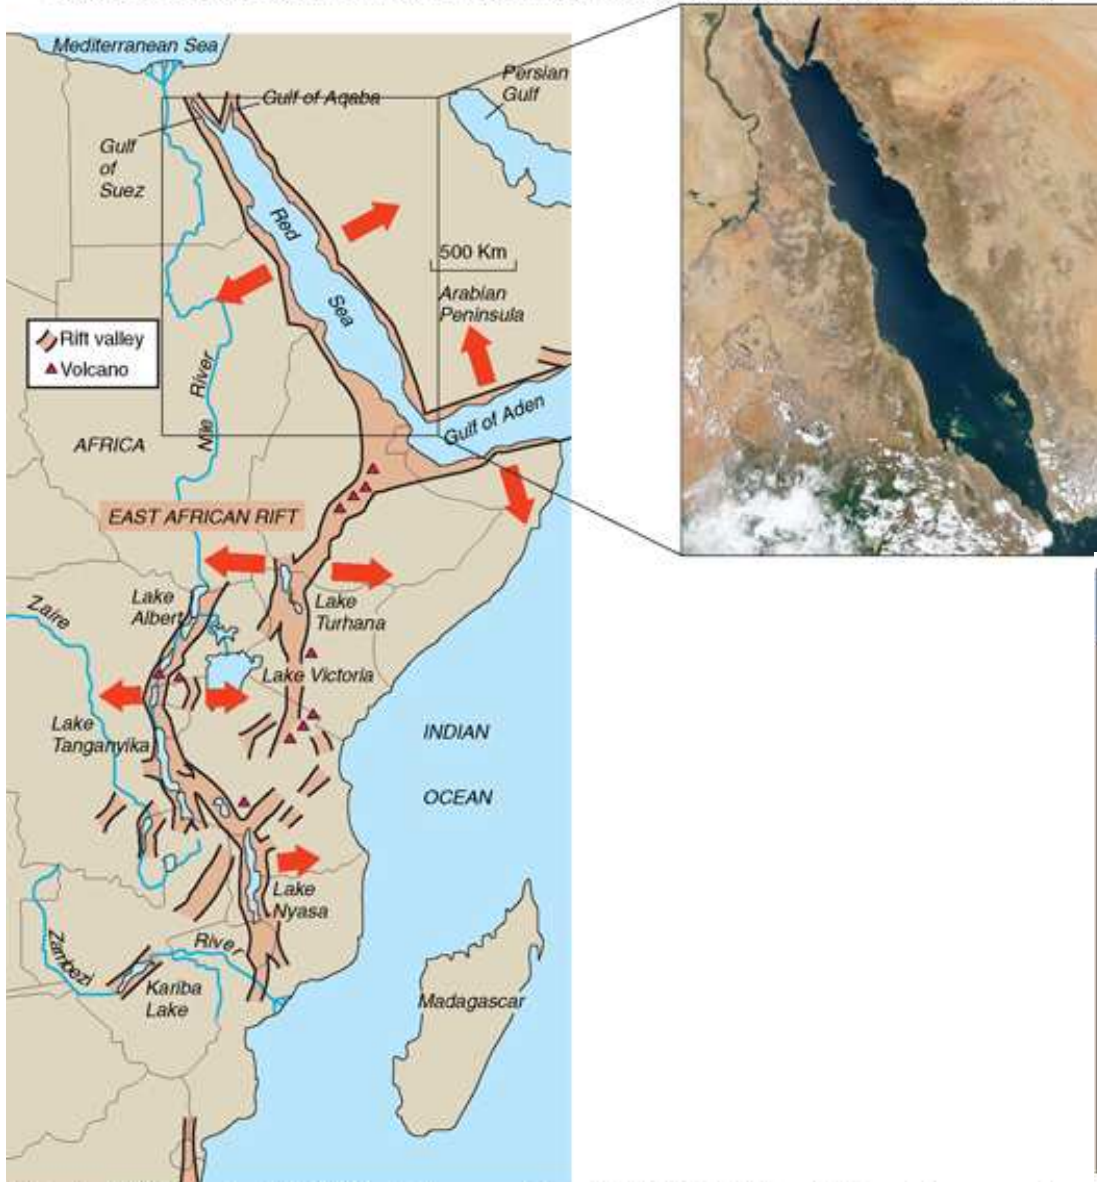 Mediterranean Sea
Gulf of Aqaba
Persian
Gulf
Gulf
of
Suez
Red
Sea
500 Km
Arabian
Peninsula
Rift valley
Volcano
Nile River
AFRICA
Gulf of Aden
EAST AFRICAN RIFT
Lake
Albert
Zaire
Lake
Turhana
Lake Victoria
Lake
Tanganyika
INDIAN
OCEAN
Lake
Nyasa
Zambezi River
Kariba
Lake
Madagascar